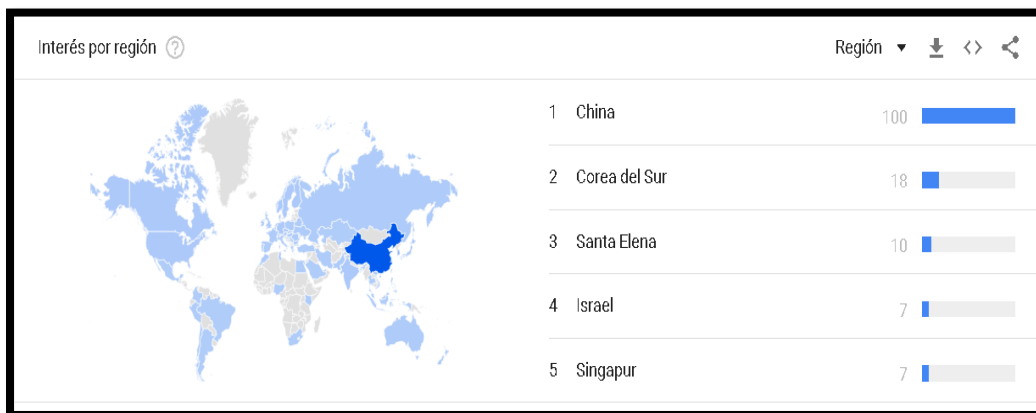 Interés por región
Región
1 China 100
2 Corea del Sur 18
3 Santa Elena 10
4 Israel 7
5 Singapur 7